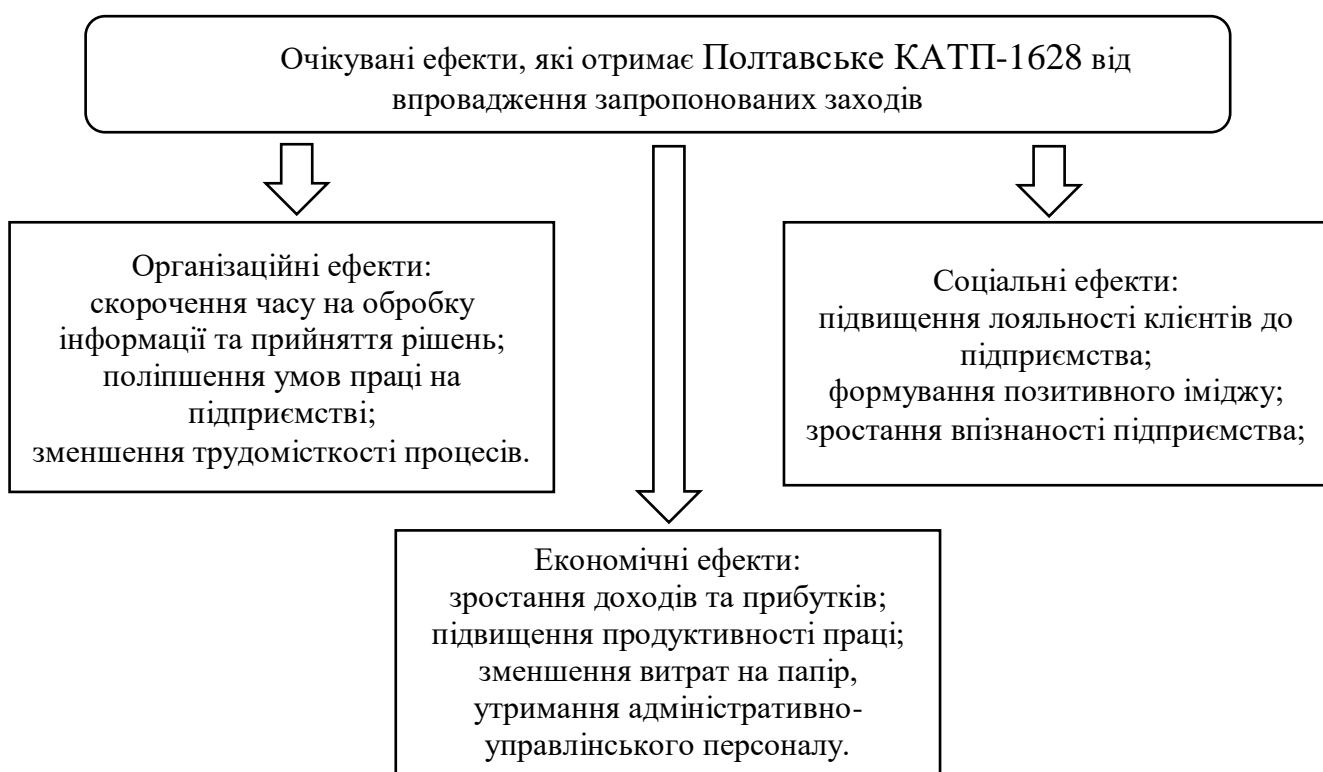 Очікувані ефекти, які отримає Полтавське КАТП-1628 від
впровадження запропонованих заходів
Організаційні ефекти:
скорочення часу на обробку
інформації та прийняття рішень;
поліпшення умов праці на
підприємстві;
зменшення трудомісткості процесів.
Соціальні ефекти:
підвищення лояльності клієнтів до
підприємства;
формування позитивного іміджу;
зростання впізнаності підприємства;
Економічні ефекти:
зростання доходів та прибутків;
підвищення продуктивності праці;
зменшення витрат на папір,
утримання адміністративно-
управлінського персоналу.